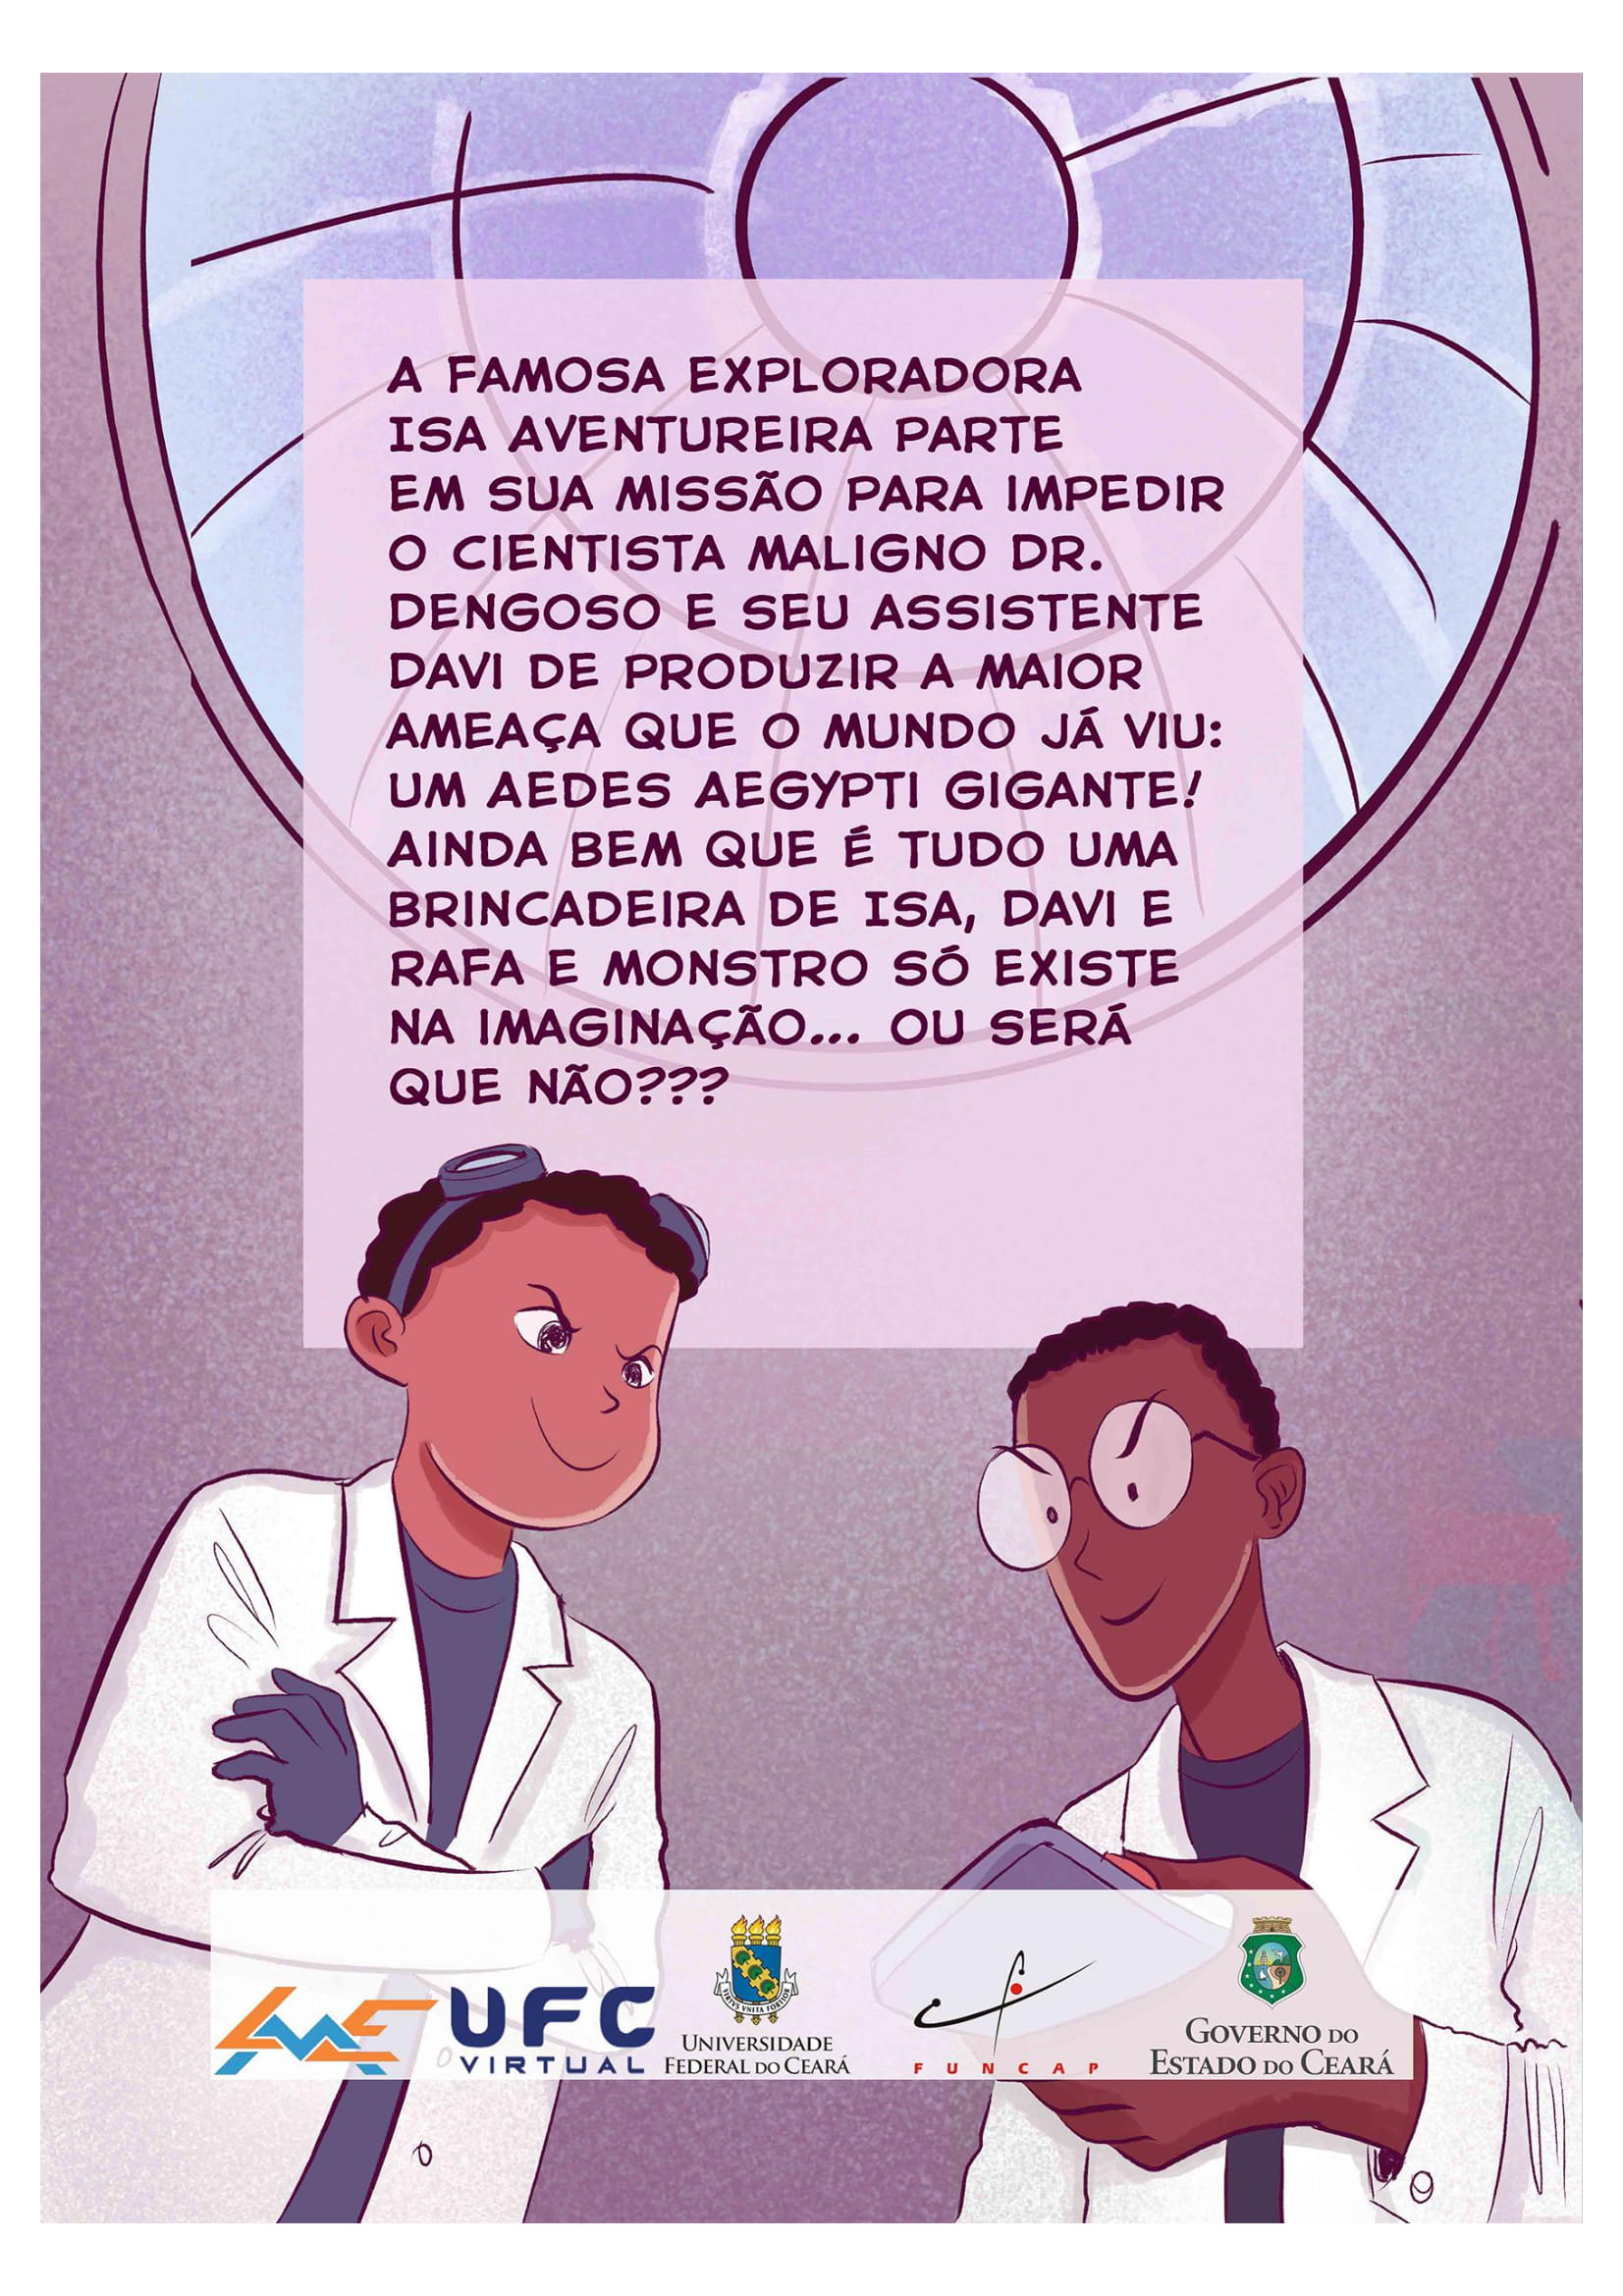 A FAMOSA EXPLORADORA
ISA AVENTUREIRA PARTE
EM SUA MISSÃO PARA IMPEDIR
O CIENTISTA MALIGNO DR.
DENGOSO E SEU ASSISTENTE
DAVI DE PRODUZIR A MAIOR
AMEAÇA QUE O MUNDO JÁ VIU:
UM AEDES AEGYPTI GIGANTE!
AINDA BEM QUE É TUDO UMA
BRINCADEIRA DE ISA, DAVI E
RAFA E MONSTRO SÓ EXISTE
NA IMAGINAÇÃO... OU SERÁ
QUE NÃO???
UFC
VIRTUAL
VIRTVS VNITA FORTIOR
UNIVERSIDADE
FEDERAL DO CEARÁ
FUNCAP
GOVERNO DO
ESTADO DO CEARÁ